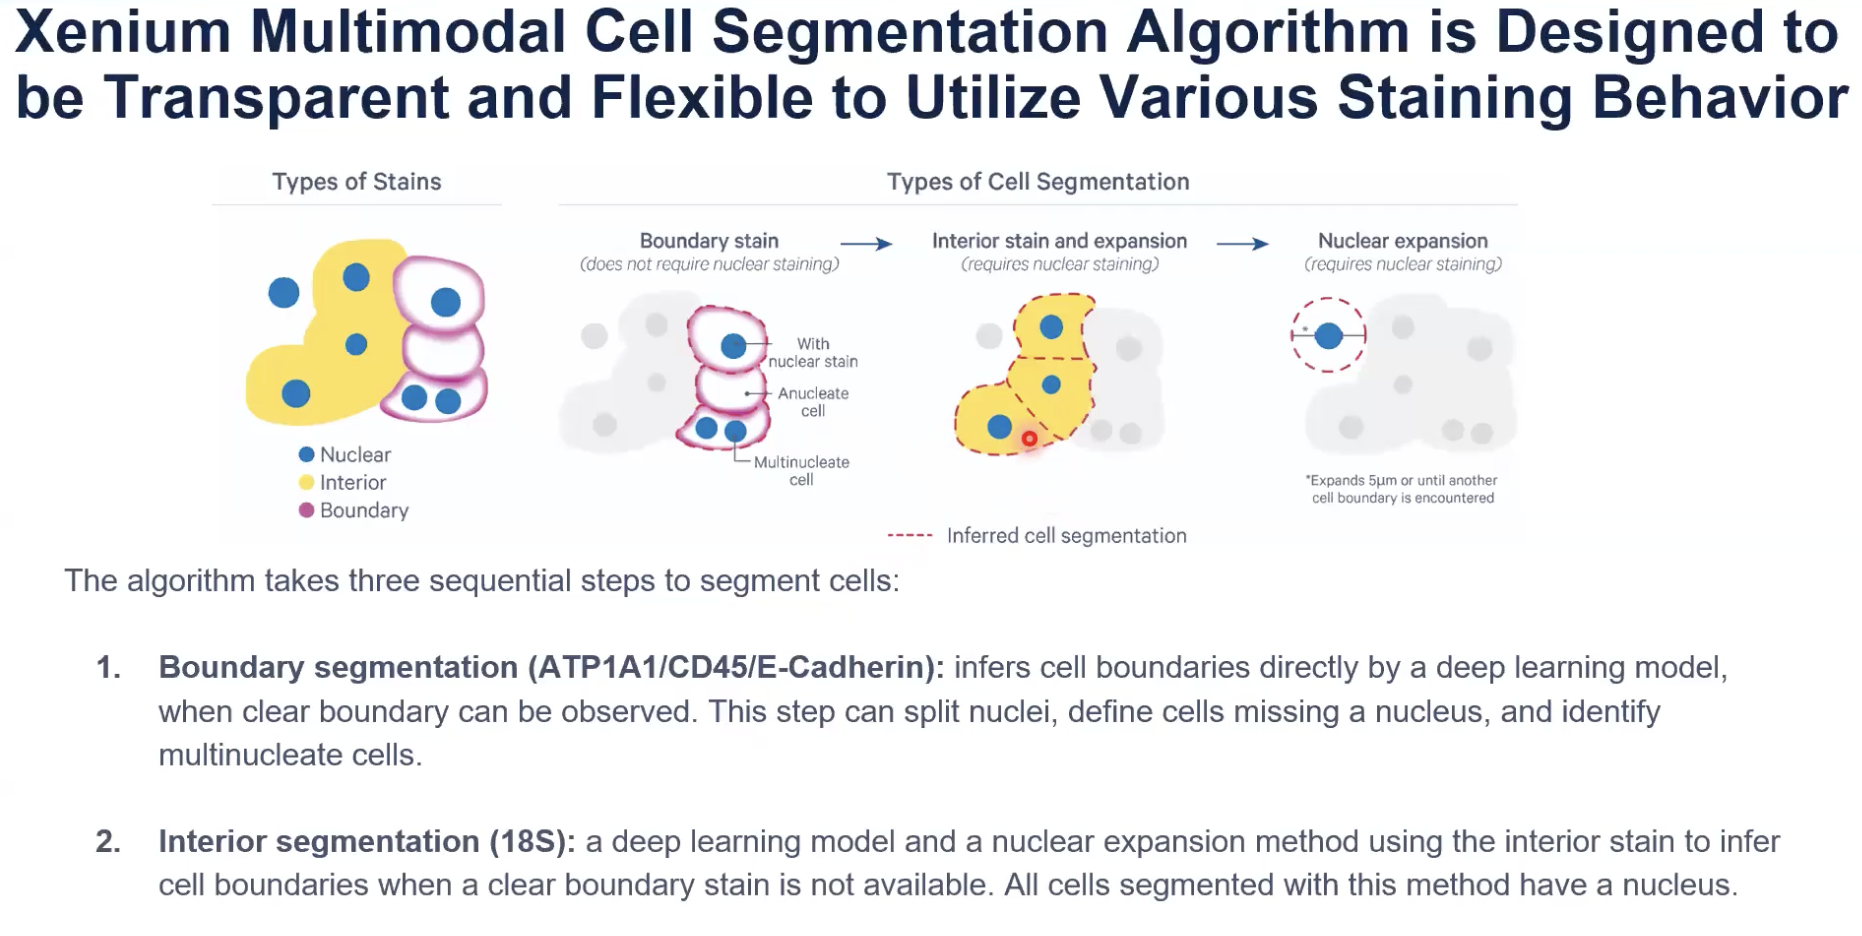 Xenium Multimodal Cell Segmentation Algorithm is Designed to
be Transparent and Flexible to Utilize Various Staining Behavior
Types of Stains
Nuclear
Interior
Boundary
Types of Cell Segmentation
Boundary stain
(does not require nuclear staining)
With
nuclear stain
Anucleate
cell
Multinucleate
cell
Interior stain and expansion
(requires nuclear staining)
Nuclear expansion
(requires nuclear staining)
*
*Expands 5μm or until another
cell boundary is encountered
Inferred cell segmentation
The algorithm takes three sequential steps to segment cells:
1. Boundary segmentation (ATP1A1/CD45/E-Cadherin): infers cell boundaries directly by a deep learning model,
when clear boundary can be observed. This step can split nuclei, define cells missing a nucleus, and identify
multinucleate cells.
2. Interior segmentation (18S): a deep learning model and a nuclear expansion method using the interior stain to infer
cell boundaries when a clear boundary stain is not available. All cells segmented with this method have a nucleus.